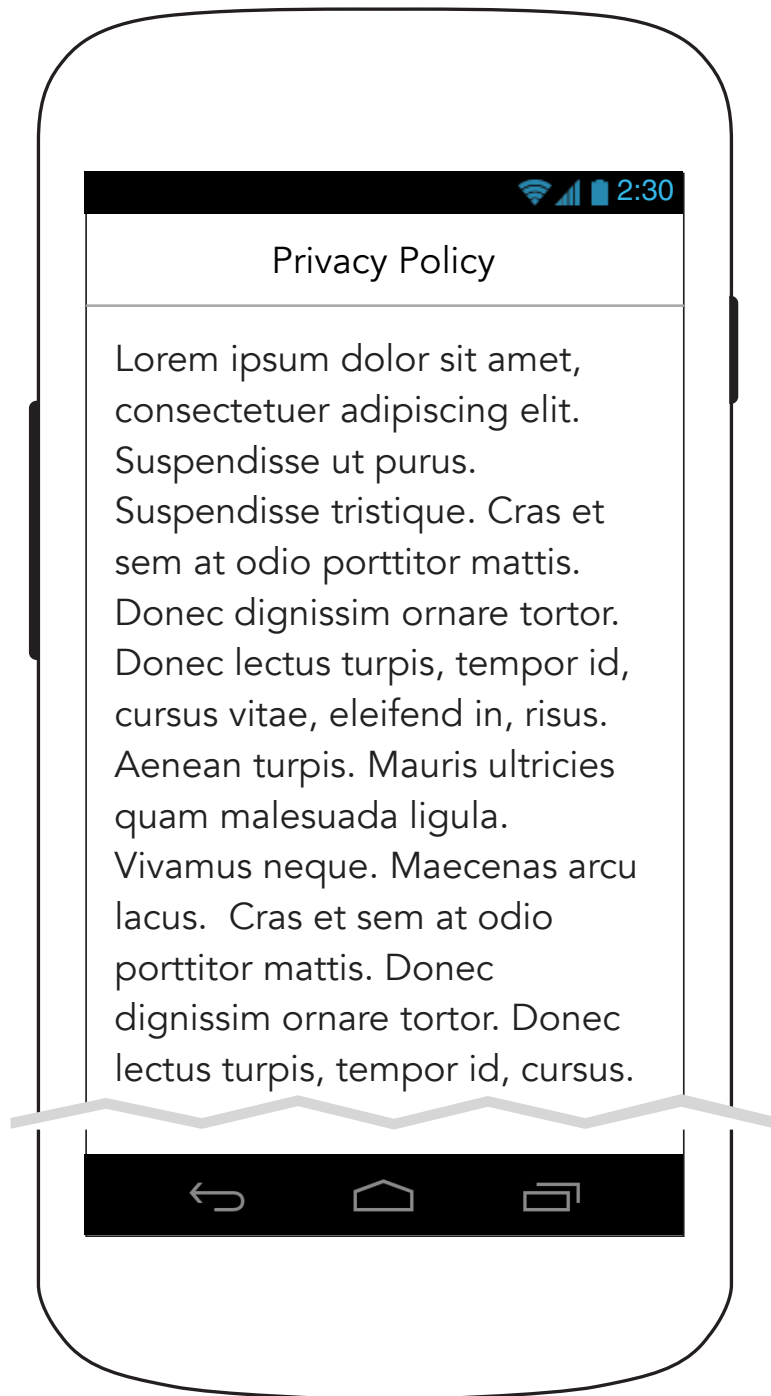 2:30
Privacy Policy
Lorem ipsum dolor sit amet,
consectetuer adipiscing elit.
Suspendisse ut purus.
Suspendisse tristique. Cras et
sem at odio porttitor mattis.
Donec dignissim ornare tortor.
Donec lectus turpis, tempor id,
cursus vitae, eleifend in, risus.
Aenean turpis. Mauris ultricies
quam malesuada ligula.
Vivamus neque. Maecenas arcu
lacus.  Cras et sem at odio
porttitor mattis. Donec
dignissim ornare tortor. Donec
lectus turpis, tempor id, cursus.